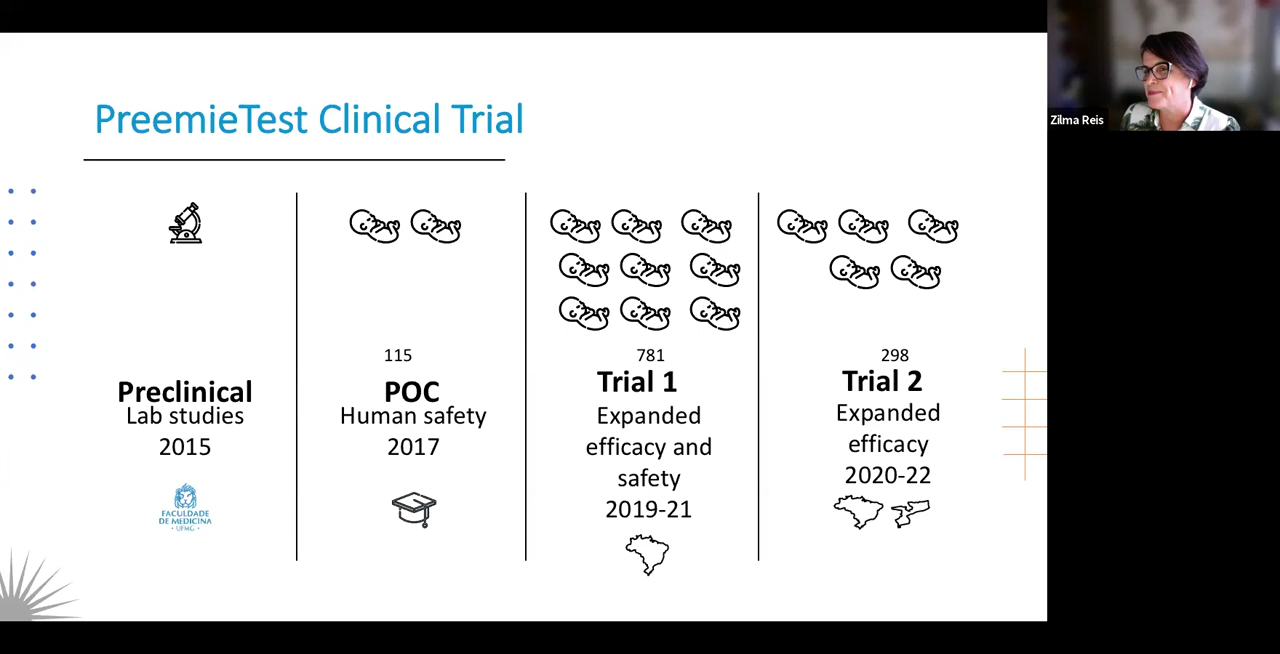 PreemieTest Clinical Trial
Zilma Reis
Preclinical
Lab studies
2015
FACULDADE
DE MEDICINA
UFMG
115
POC
Human safety
2017
781
Trial 1
Expanded
efficacy and
safety
2019-21
298
Trial 2
Expanded
efficacy
2020-22